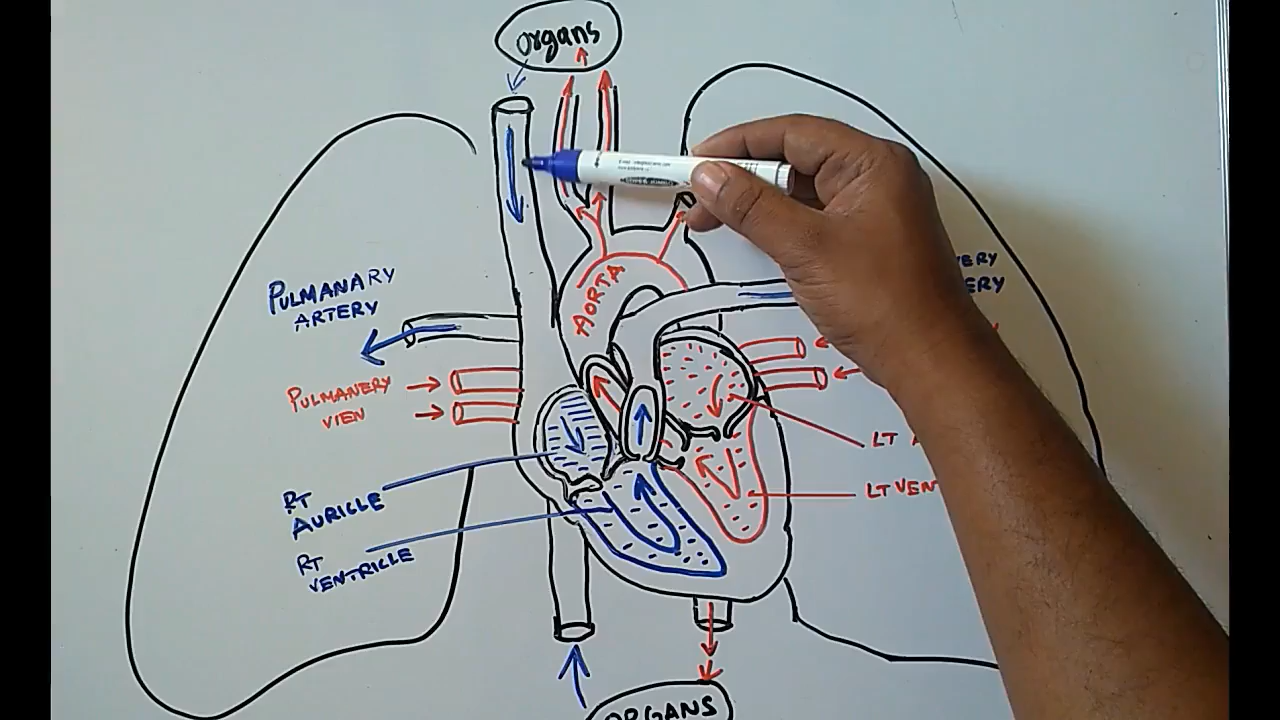 organs
PULMANARY
ARTERY
AORTA
PULMANERY
VIEN
LT
LT VEN
RT
AURICLE
RT
VENTRICLE
ORGANS